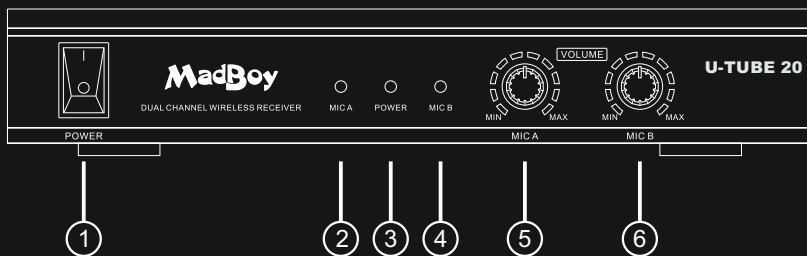 VOLUME
U-TUBE 20
MadBoy
DUAL CHANNEL WIRELESS RECEIVER
MIC A
POWER
MIC B
MIN
MAX
MIN
MAX
POWER
MIC A
MIC B
1
2
3
4
5
6